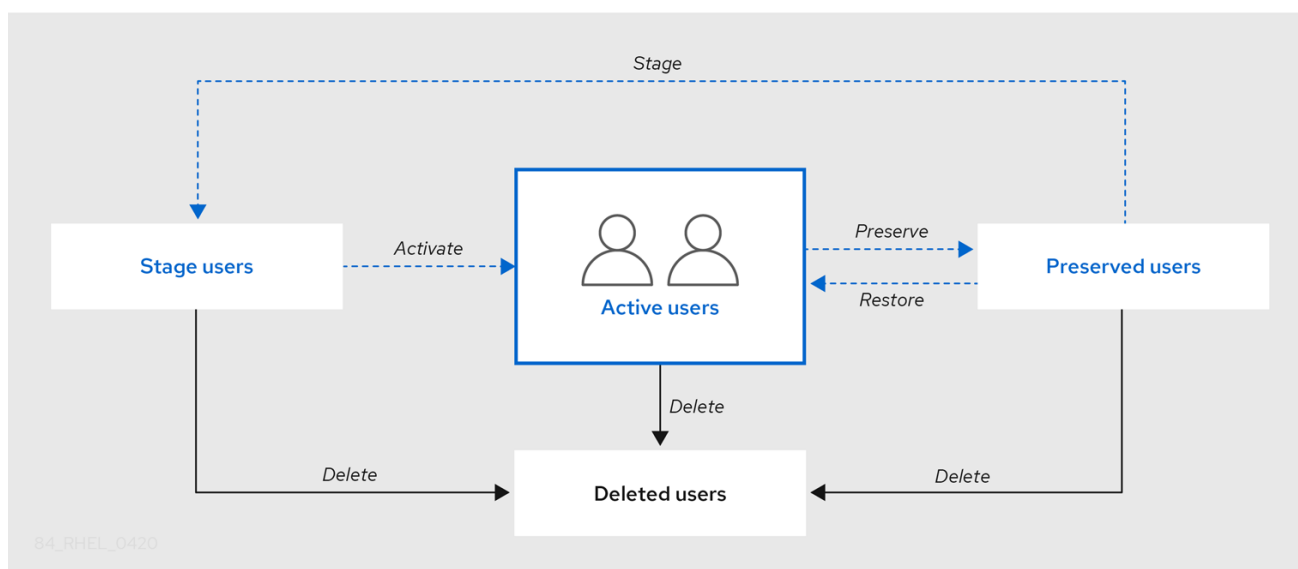 Stage
Stage users
Activate
Active users
Preserve
Restore
Preserved users
Delete
Delete
Deleted users
Delete
84_RHEL_0420